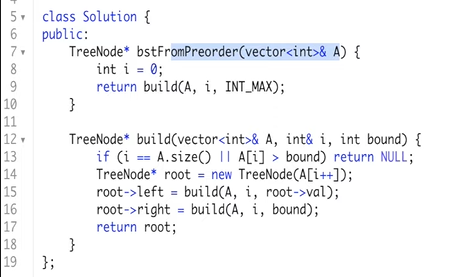 5 class Solution {
6 public:
7     TreeNode* bstFromPreorder(vector<int>& A) {
8         int i = 0;
9         return build(A, i, INT_MAX);
10     }
11
12     TreeNode* build(vector<int>& A, int& i, int bound) {
13         if (i == A.size() || A[i] > bound) return NULL;
14         TreeNode* root = new TreeNode(A[i++]);
15         root->left = build(A, i, root->val);
16         root->right = build(A, i, bound);
17         return root;
18     }
19 };